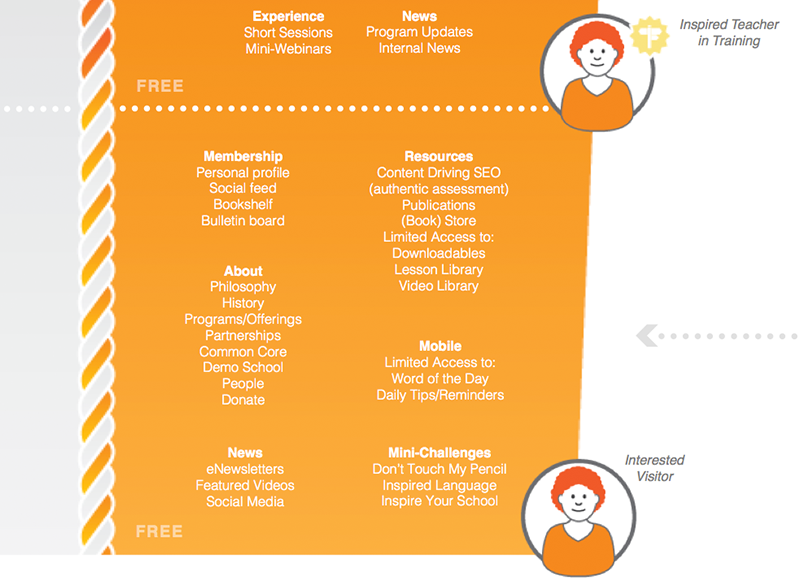 Experience
Short Sessions
Mini-Webinars
News
Program Updates
Internal News
Inspired Teacher
in Training
FREE
Membership
Personal profile
Social feed
Bookshelf
Bulletin board
Resources
Content Driving SEO
(authentic assessment)
Publications
(Book) Store
Limited Access to:
Downloadables
Lesson Library
Video Library
About
Philosophy
History
Programs/Offerings
Partnerships
Common Core
Demo School
People
Donate
Mobile
Limited Access to:
Word of the Day
Daily Tips/Reminders
News
eNewsletters
Featured Videos
Social Media
Mini-Challenges
Don't Touch My Pencil
Inspired Language
Inspire Your School
Interested
Visitor
FREE